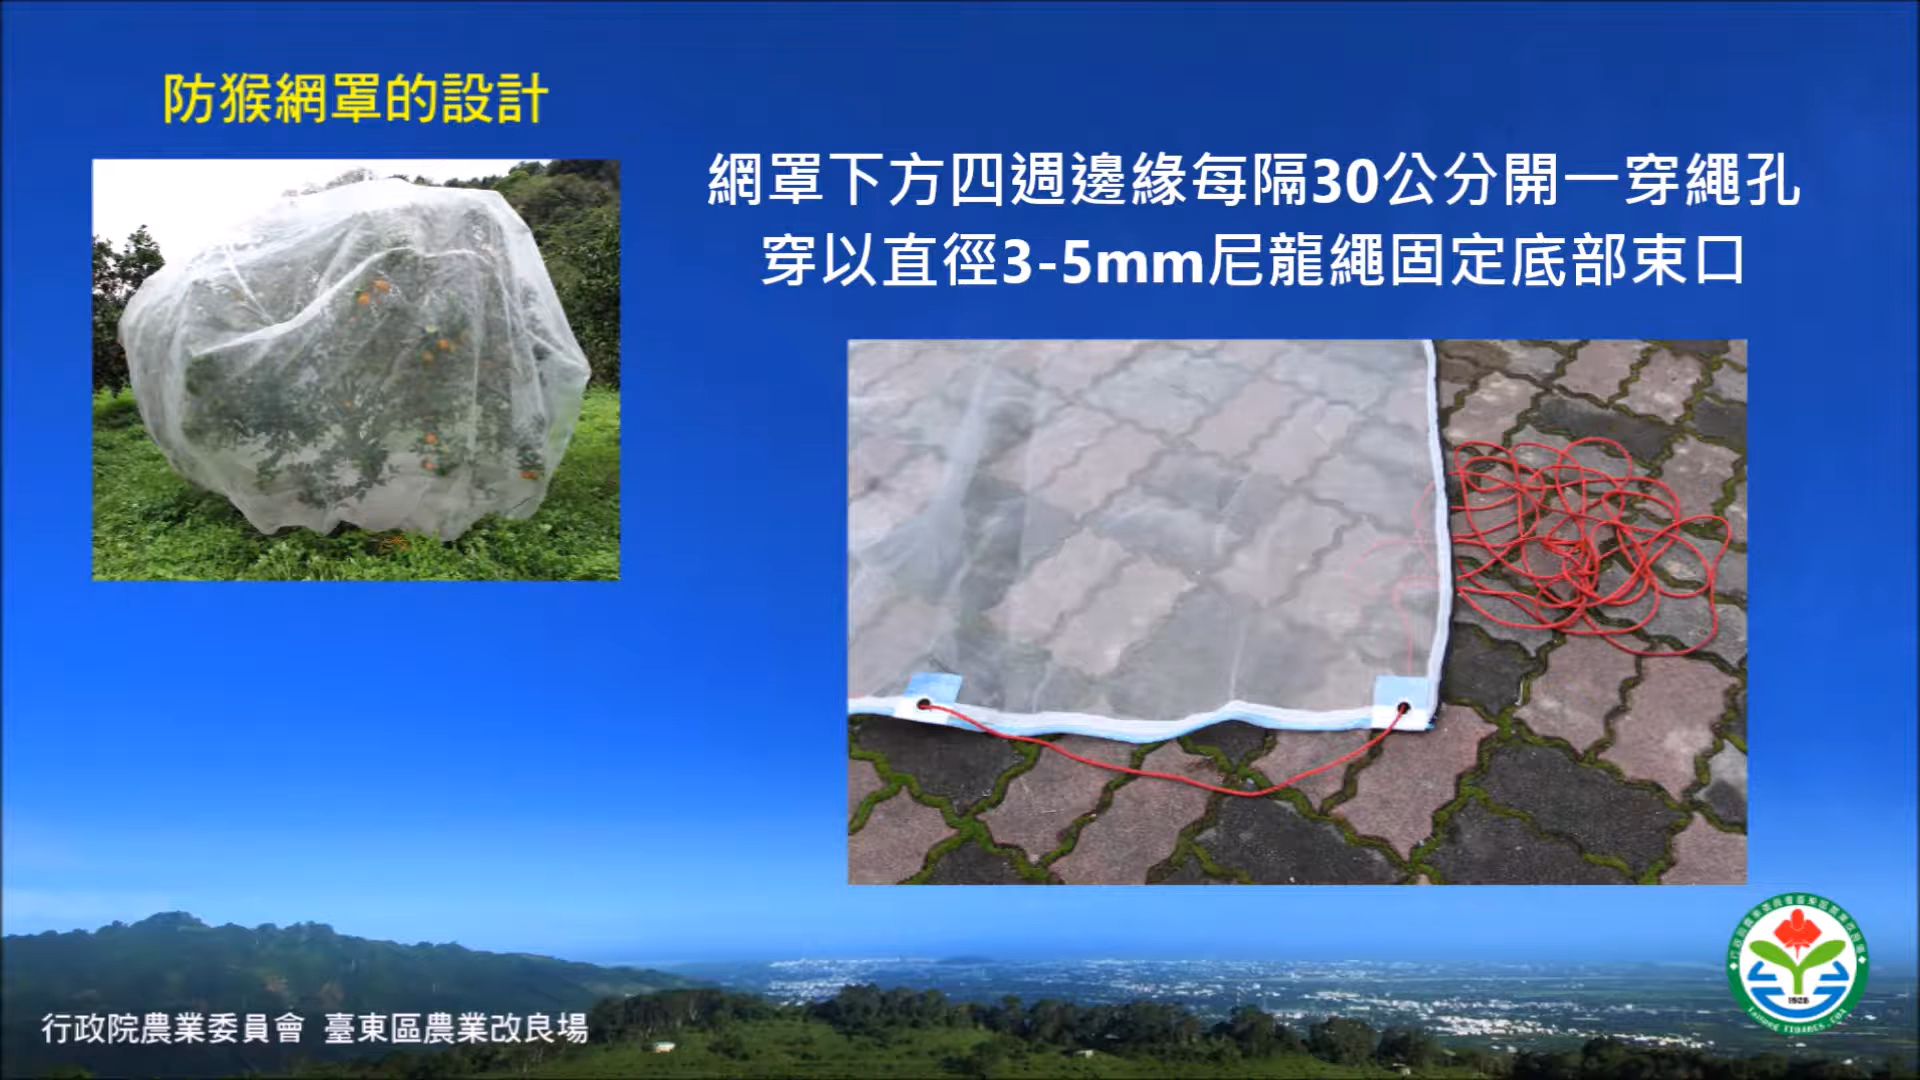 防猴網罩的設計
網罩下方四週邊緣每隔30公分開一穿繩孔
穿以直徑3-5mm尼龍繩固定底部束口
行政院農業委員會 臺東區農業改良場
1928